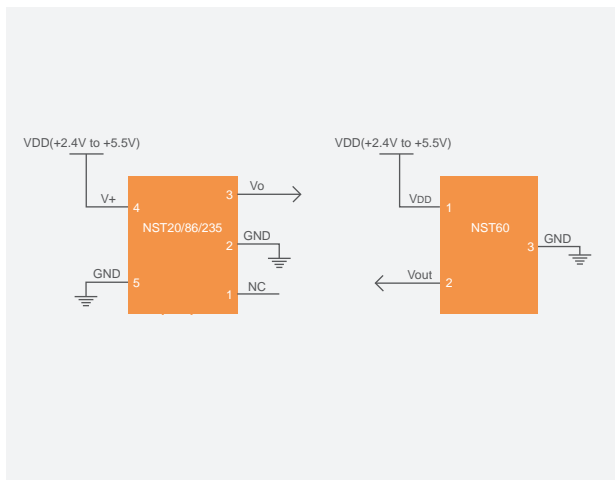 VDD(+2.4V to +5.5V)
V+
4
NST20/86/235
3
Vo
2
GND
GND
5
1
NC
VDD(+2.4V to +5.5V)
VDD
1
NST60
3
GND
Vout
2